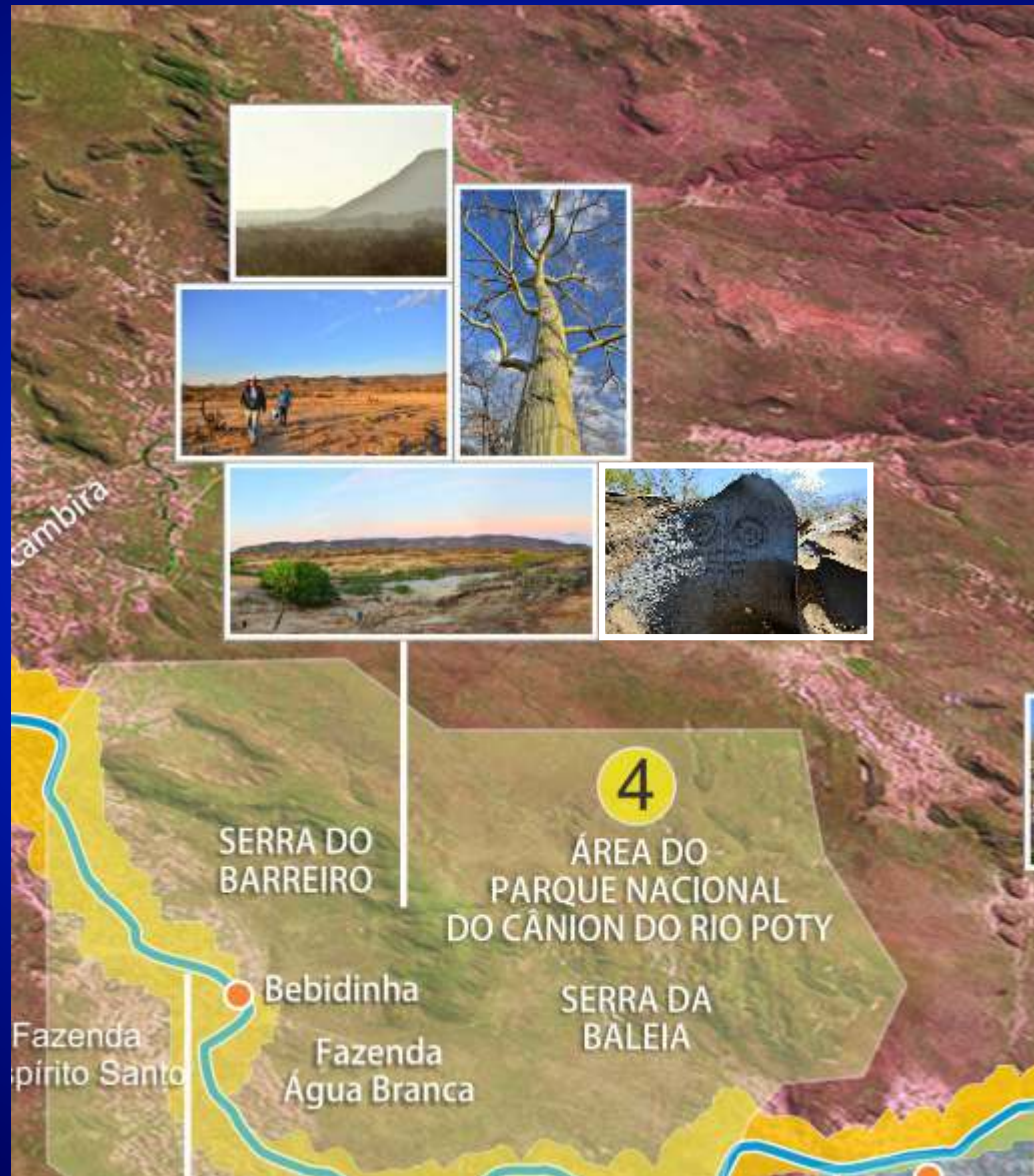 cambira
4
SERRA DO
BARREIRO
ÁREA DO
PARQUE NACIONAL
DO CÂNION DO RIO POTY
Bebidinha
SERRA DA
BALEIA
Fazenda
pírito Santo
Fazenda
Água Branca